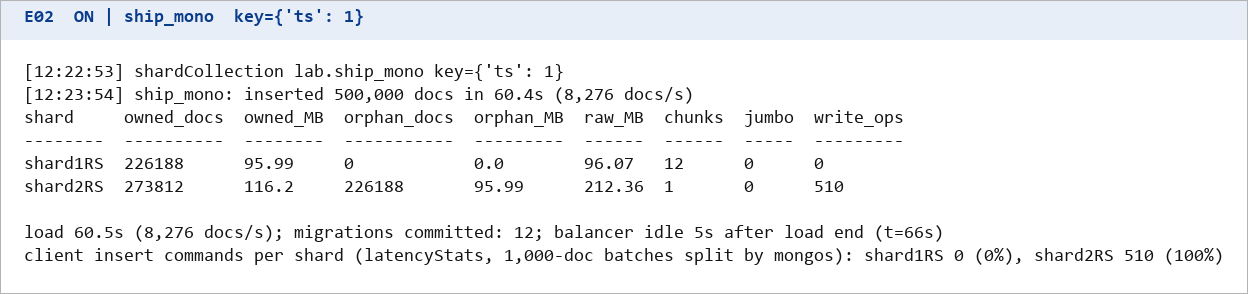 E02  ON | ship_mono  key={'ts': 1}
[12:22:53] shardCollection lab.ship_mono key={'ts': 1}
[12:23:54] ship_mono: inserted 500,000 docs in 60.4s (8,276 docs/s)
shard     owned_docs  owned_MB  orphan_docs  orphan_MB  raw_MB  chunks  jumbo  write_ops
--------  ----------  --------  -----------  ---------  ------  ------  -----  ---------
shard1RS  226188      95.99     0            0.0        96.07   12      0      0
shard2RS  273812      116.2     226188       95.99      212.36  1       0      510
load 60.5s (8,276 docs/s); migrations committed: 12; balancer idle 5s after load end (t=66s)
client insert commands per shard (latencyStats, 1,000-doc batches split by mongos): shard1RS 0 (0%), shard2RS 510 (100%)